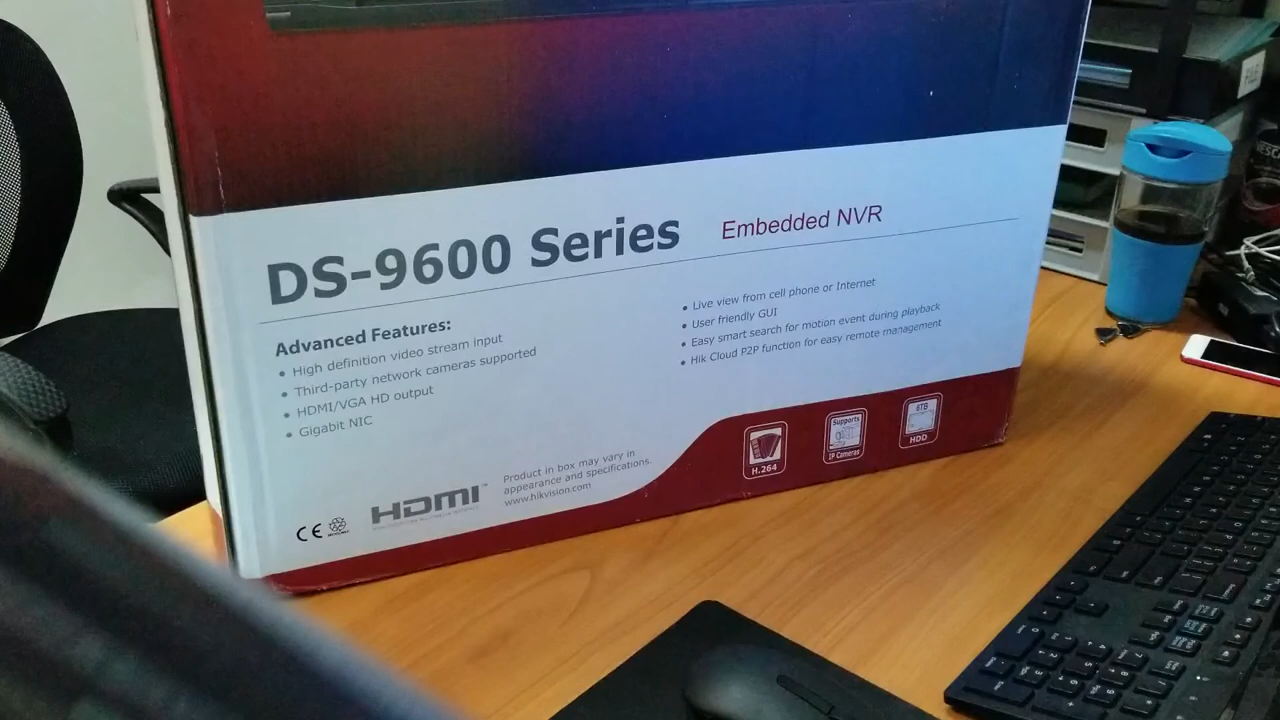 DS-9600 Series
Embedded NVR
Advanced Features:
• High definition video stream input
• Third-party network cameras supported
• HDMI/VGA HD output
• Gigabit NIC
• Live view from cell phone or Internet
• User friendly GUI
• Easy smart search for motion event during playback
• Hik Cloud P2P function for easy remote management
CE
HDMI™
Product in box may vary in
appearance and specifications.
www.hikvision.com
H.264
Supports
IP Cameras
6TB
HDD